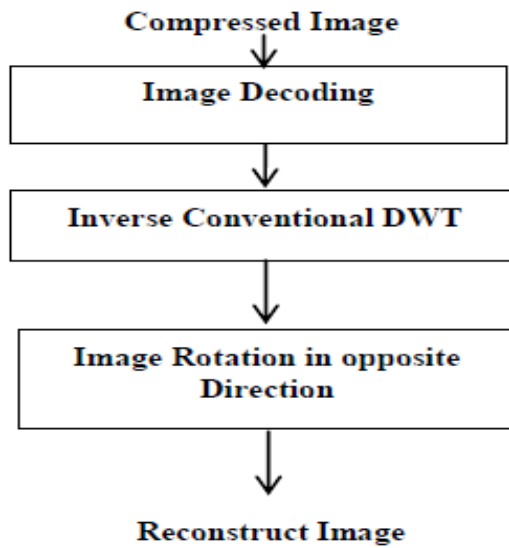 Compressed Image
Image Decoding
Inverse Conventional DWT
Image Rotation in opposite
Direction
Reconstruct Image